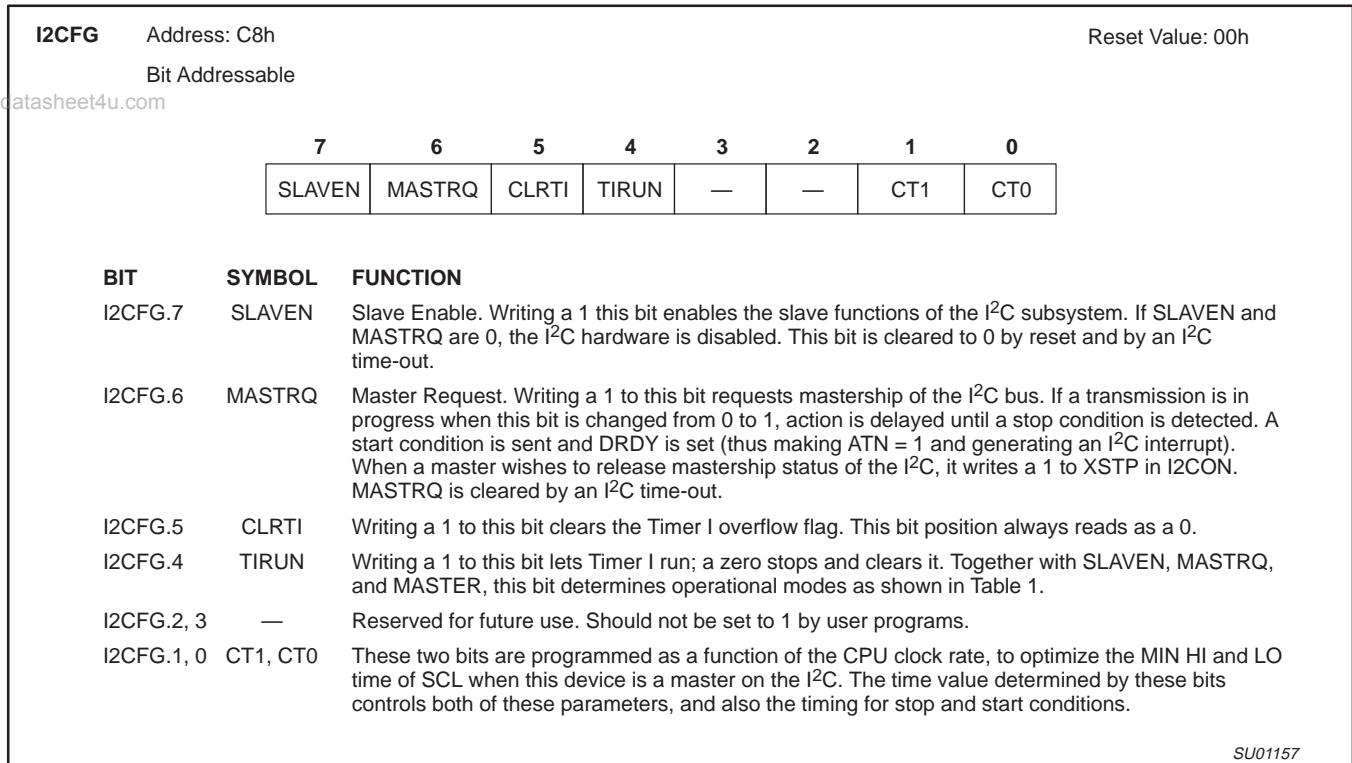 I2CFG Address: C8h Reset Value: 00h
Bit Addressable
datasheet4u.com
7 6 5 4 3 2 1 0
SLAVEN MASTRQ CLRTI TIRUN — — CT1 CT0
BIT SYMBOL FUNCTION
I2CFG.7 SLAVEN Slave Enable. Writing a 1 this bit enables the slave functions of the I2C subsystem. If SLAVEN and
MASTRQ are 0, the I2C hardware is disabled. This bit is cleared to 0 by reset and by an I2C
time-out.
I2CFG.6 MASTRQ Master Request. Writing a 1 to this bit requests mastership of the I2C bus. If a transmission is in
progress when this bit is changed from 0 to 1, action is delayed until a stop condition is detected. A
start condition is sent and DRDY is set (thus making ATN = 1 and generating an I2C interrupt).
When a master wishes to release mastership status of the I2C, it writes a 1 to XSTP in I2CON.
MASTRQ is cleared by an I2C time-out.
I2CFG.5 CLRTI Writing a 1 to this bit clears the Timer I overflow flag. This bit position always reads as a 0.
I2CFG.4 TIRUN Writing a 1 to this bit lets Timer I run; a zero stops and clears it. Together with SLAVEN, MASTRQ,
and MASTER, this bit determines operational modes as shown in Table 1.
I2CFG.2, 3 — Reserved for future use. Should not be set to 1 by user programs.
I2CFG.1, 0 CT1, CT0 These two bits are programmed as a function of the CPU clock rate, to optimize the MIN HI and LO
time of SCL when this device is a master on the I2C. The time value determined by these bits
controls both of these parameters, and also the timing for stop and start conditions.
SU01157